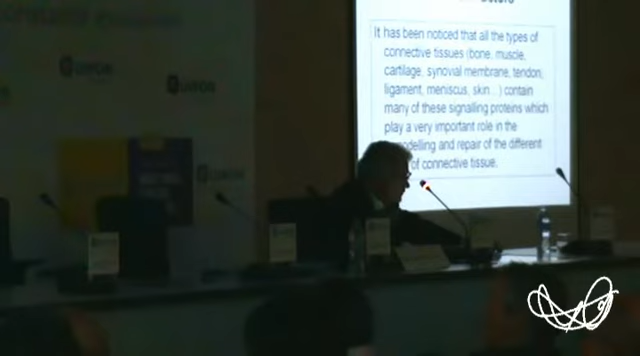 It has been noticed that all the types of
connective tissues (bone, muscle,
cartilage, synovial membrane, tendon,
ligament, meniscus, skin...) contain
many of these signalling proteins which
play a very important role in the
modelling and repair of the different
of connective tissue.